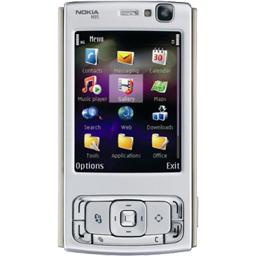 NOKIA
N95
Menu
Contacts Messaging Calendar
30
Music player Gallery Maps
Search Web Downloads
Tools Applications Office
Options Exit
C